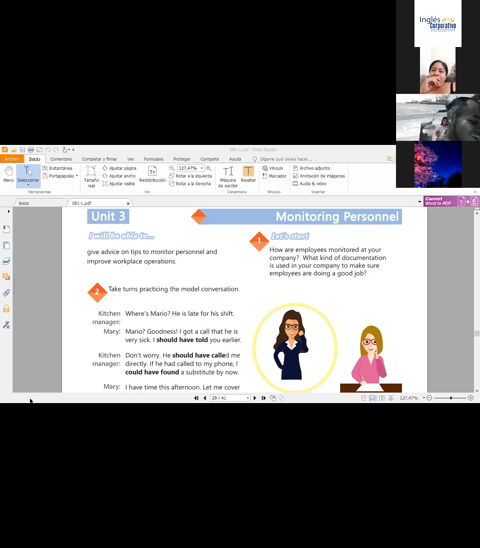 Inglés
Corporativo
SB1-1.pdf - Foxit Reader
Archivo Inicio Comentario Completar y firmar Ver Formulario Proteger Compartir Ayuda Dígame qué desea hacer...
Mano
Seleccionar
Instantánea
Portapapeles
Tamaño real
Ajustar página
Ajustar ancho
Ajustar visible
Redistribución
127,47%
Rotar a la izquierda
Rotar a la derecha
Máquina de escribir
Resaltar
Vínculo
Marcador
Archivo adjunto
Anotación de imágenes
Audio & vídeo
Herramientas Ver Comentario Vínculos Insertar
Inicio SB1-1.pdf
Convert
Word to PDF
Unit 3 Monitoring Personnel
I will be able to...
give advice on tips to monitor personnel and
improve workplace operations.
1 Let's start
How are employees monitored at your
company? What kind of documentation
is used in your company to make sure
employees are doing a good job?
2 Take turns practicing the model conversation.
Kitchen manager: Where's Mario? He is late for his shift.
Mary: Mario? Goodness! I got a call that he is
very sick. I should have told you earlier.
Kitchen manager: Don't worry. He should have called me
directly. If he had called to my phone, I
could have found a substitute by now.
Mary: I have time this afternoon. Let me cover
29 / 41
127,47%